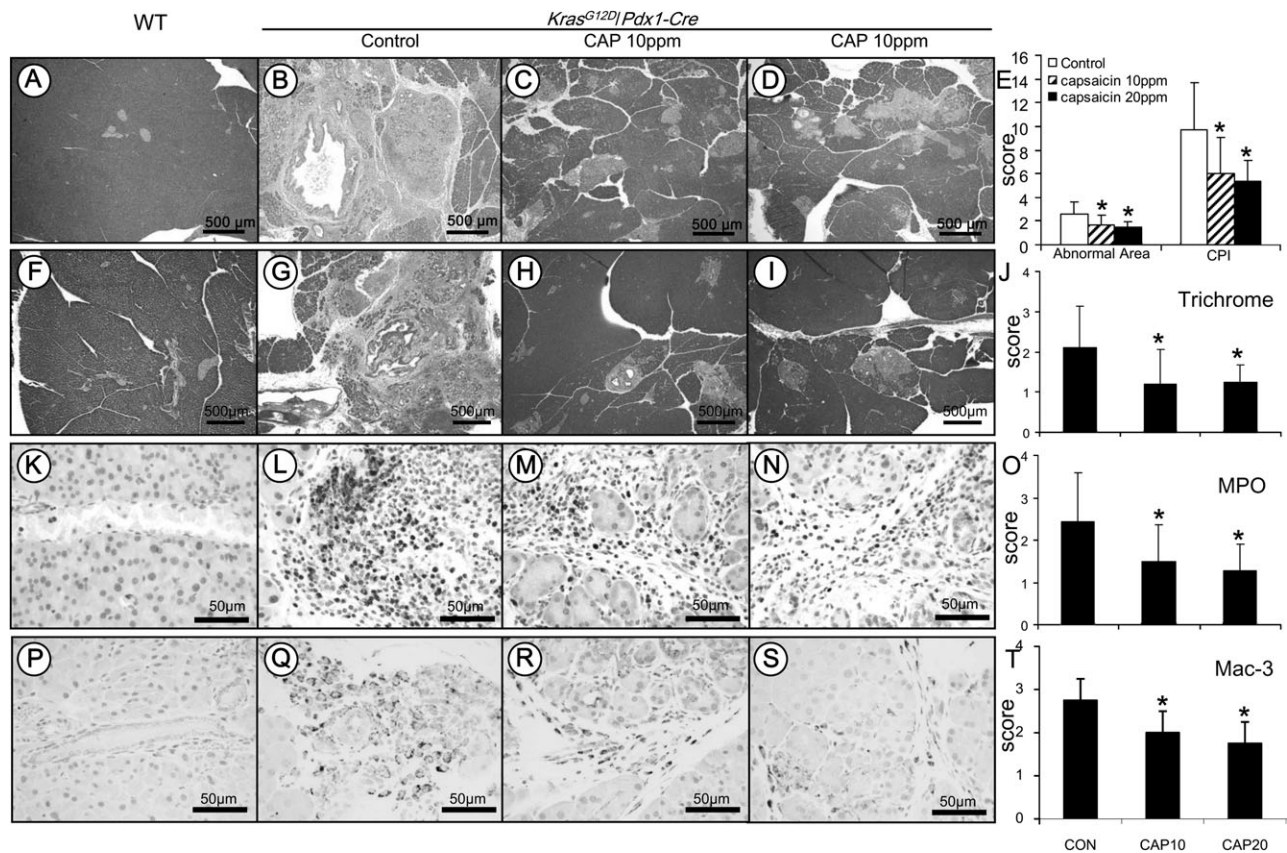 WT
Kras^G12D/Pdx1-Cre
Control
CAP 10ppm
CAP 10ppm
A
500 µm
B
500 µm
C
500 µm
D
500 µm
E
Control
capsaicin 10ppm
capsaicin 20ppm
score
16
14
12
10
8
6
4
2
0
* *
* *
Abnormal Area
CPI
F
500µm
G
500µm
H
500µm
I
500µm
J
Trichrome
score
4
3
2
1
0
* *
K
50µm
L
50µm
M
50µm
N
50µm
O
MPO
score
4
3
2
1
0
* *
P
50µm
Q
50µm
R
50µm
S
50µm
T
Mac-3
score
4
3
2
1
0
* *
CON
CAP10
CAP20